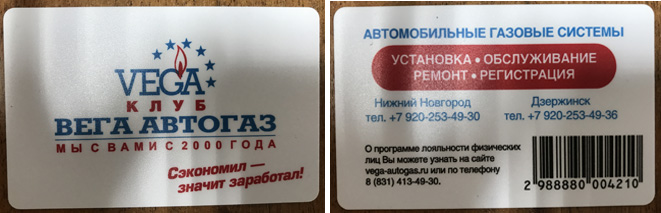 VEGA
КЛУБ
ВЕГА АВТОГАЗ
МЫ С ВАМИ С 2000 ГОДА
Сэкономил —
значит заработал!
АВТОМОБИЛЬНЫЕ ГАЗОВЫЕ СИСТЕМЫ
УСТАНОВКА • ОБСЛУЖИВАНИЕ
РЕМОНТ • РЕГИСТРАЦИЯ
Нижний Новгород
тел. +7 920-253-49-30
Дзержинск
тел. +7 920-253-49-36
О программе лояльности физических
лиц Вы можете узнать на сайте
vega-autogas.ru или по телефону
8 (831) 413-49-30.
2 988880 004210